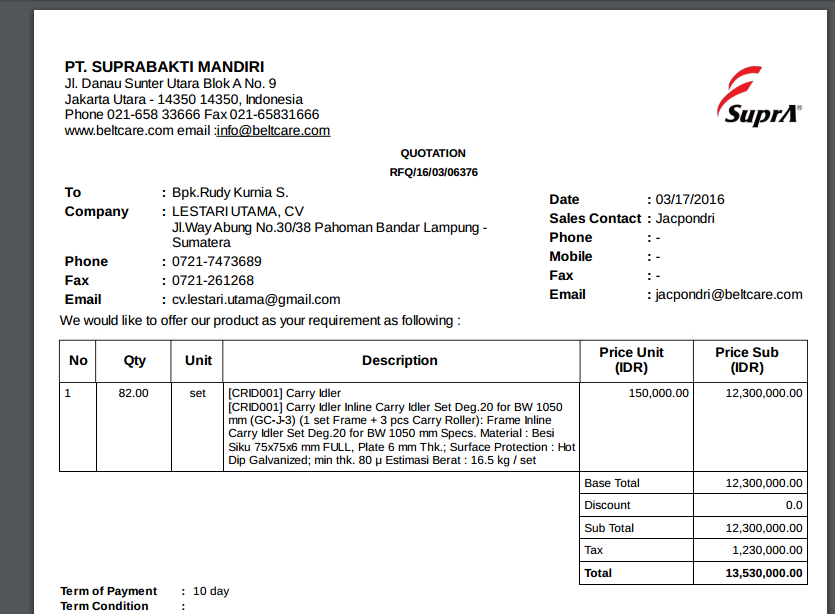 PT. SUPRABAKTI MANDIRI
Jl. Danau Sunter Utara Blok A No. 9
Jakarta Utara - 14350 14350, Indonesia
Phone 021-658 33666 Fax 021-65831666
www.beltcare.com email :info@beltcare.com
SuprA®
QUOTATION
RFQ/16/03/06376
To : Bpk.Rudy Kurnia S.
Company : LESTARI UTAMA, CV
Jl.Way Abung No.30/38 Pahoman Bandar Lampung -
Sumatera
Phone : 0721-7473689
Fax : 0721-261268
Email : cv.lestari.utama@gmail.com
Date : 03/17/2016
Sales Contact : Jacpondri
Phone : -
Mobile : -
Fax : -
Email : jacpondri@beltcare.com
We would like to offer our product as your requirement as following :
No Qty Unit Description Price Unit (IDR) Price Sub (IDR)
1 82.00 set [CRID001] Carry Idler 150,000.00 12,300,000.00
[CRID001] Carry Idler Inline Carry Idler Set Deg.20 for BW 1050
mm (GC-J-3) (1 set Frame + 3 pcs Carry Roller): Frame Inline
Carry Idler Set Deg.20 for BW 1050 mm Specs. Material : Besi
Siku 75x75x6 mm FULL, Plate 6 mm Thk.; Surface Protection : Hot
Dip Galvanized; min thk. 80 µ Estimasi Berat : 16.5 kg / set
Base Total 12,300,000.00
Discount 0.0
Sub Total 12,300,000.00
Tax 1,230,000.00
Total 13,530,000.00
Term of Payment : 10 day
Term Condition :